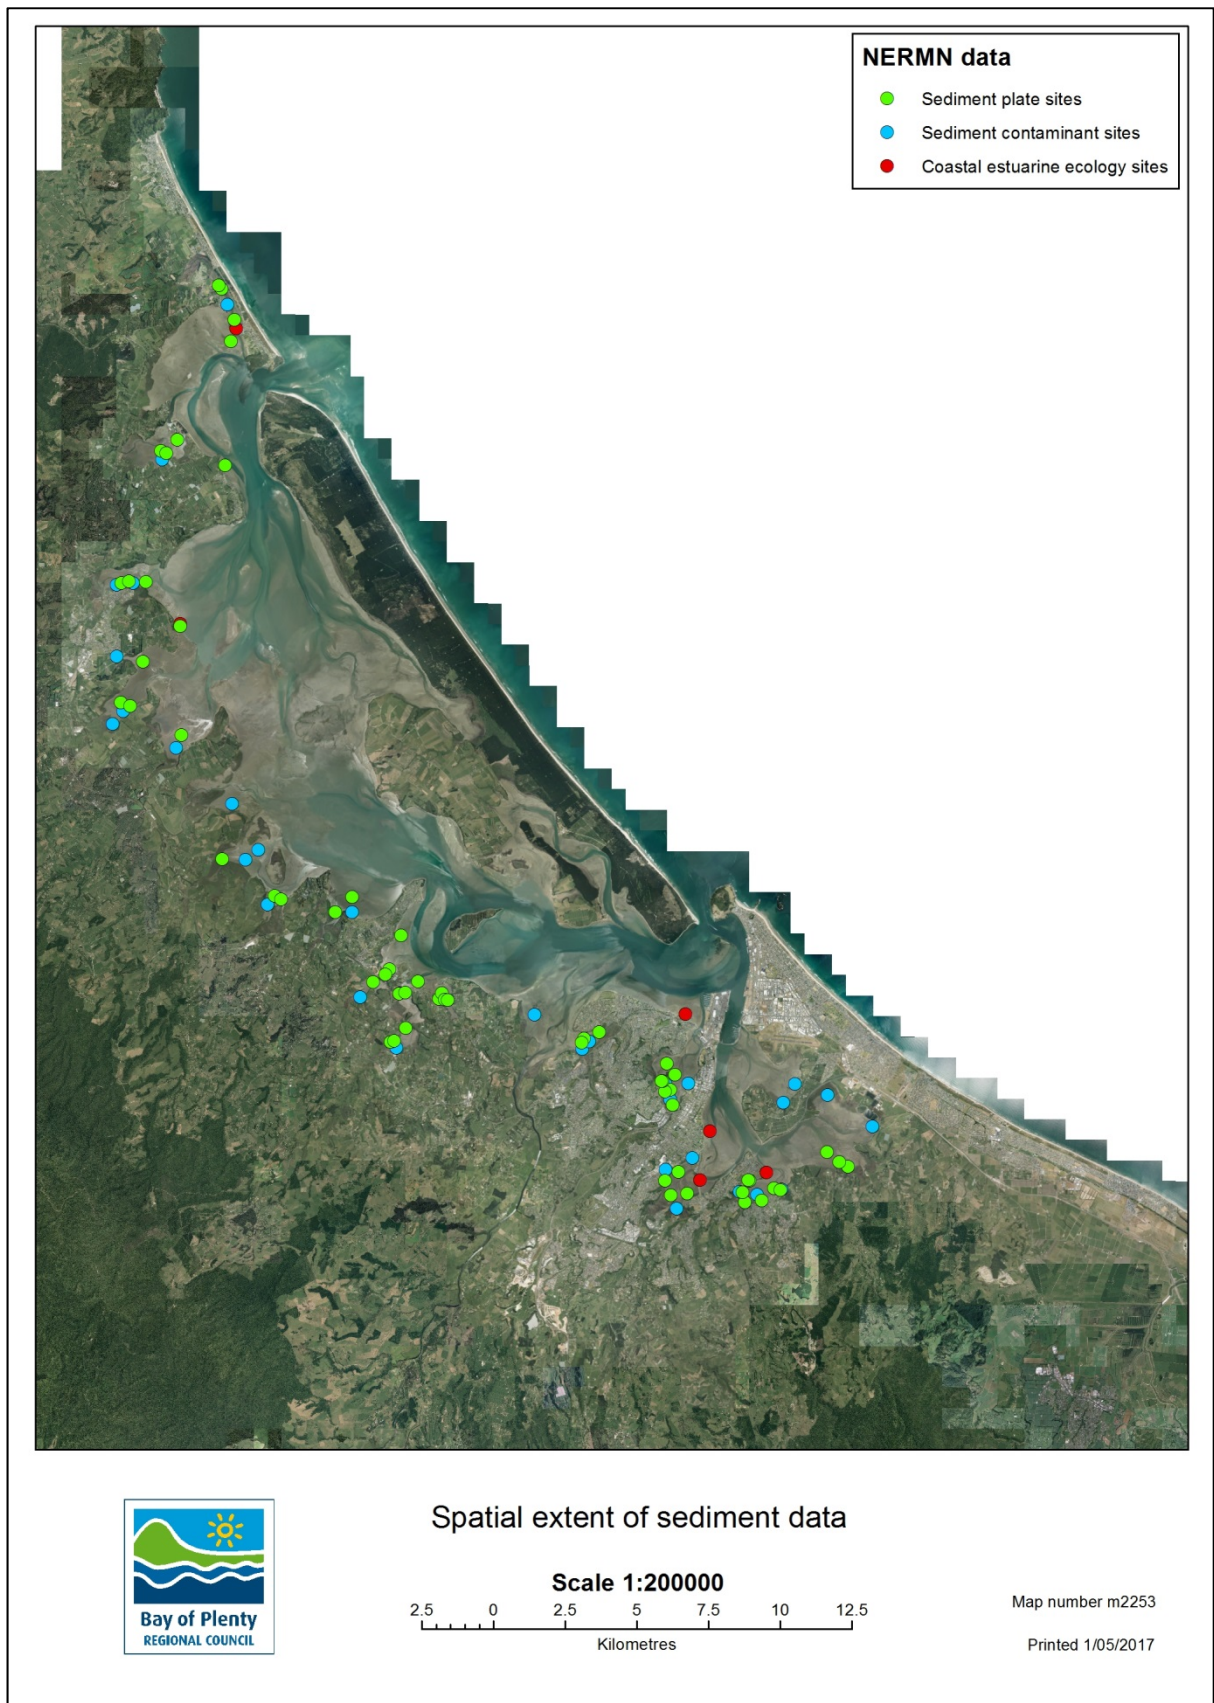 NERMN data
Sediment plate sites
Sediment contaminant sites
Coastal estuarine ecology sites
Bay of Plenty
REGIONAL COUNCIL
Spatial extent of sediment data
Scale 1:200000
2.5 0 2.5 5 7.5 10 12.5
Kilometres
Map number m2253
Printed 1/05/2017